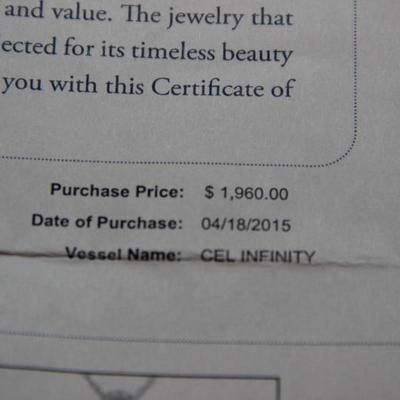 and value. The jewelry that
ected for its timeless beauty
you with this Certificate of
Purchase Price: $ 1,960.00
Date of Purchase: 04/18/2015
Vessel Name: CEL INFINITY